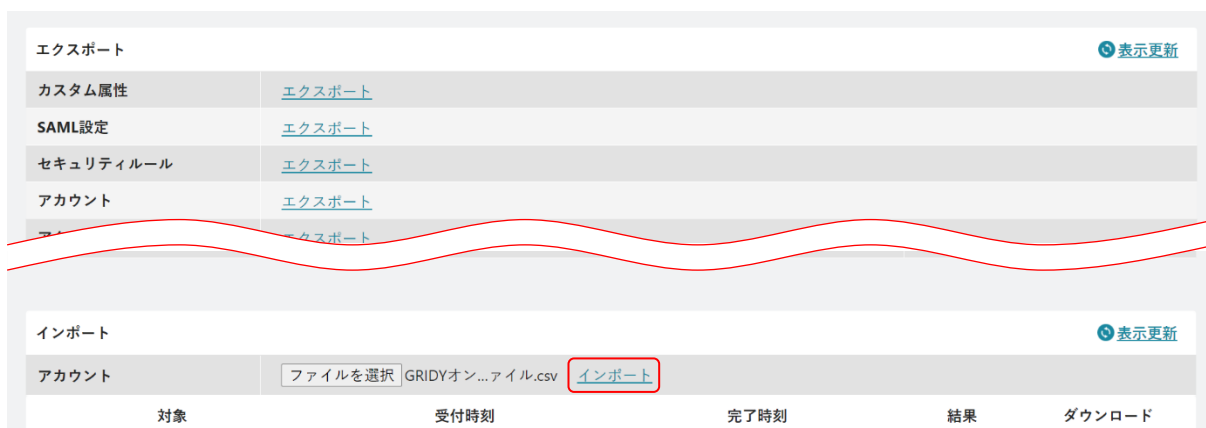 エクスポート 表示更新
カスタム属性 エクスポート
SAML設定 エクスポート
セキュリティルール エクスポート
アカウント エクスポート
エクスポート
インポート 表示更新
アカウント ファイルを選択 GRIDYオン...ァイル.csv インポート
対象 受付時刻 完了時刻 結果 ダウンロード